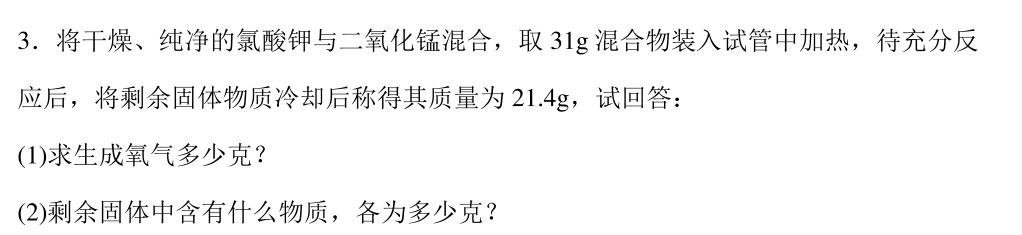 3．将干燥、纯净的氯酸钾与二氧化锰混合，取 31g 混合物装入试管中加热，待充分反
应后，将剩余固体物质冷却后称得其质量为 21.4g，试回答：
(1)求生成氧气多少克？
(2)剩余固体中含有什么物质，各为多少克？